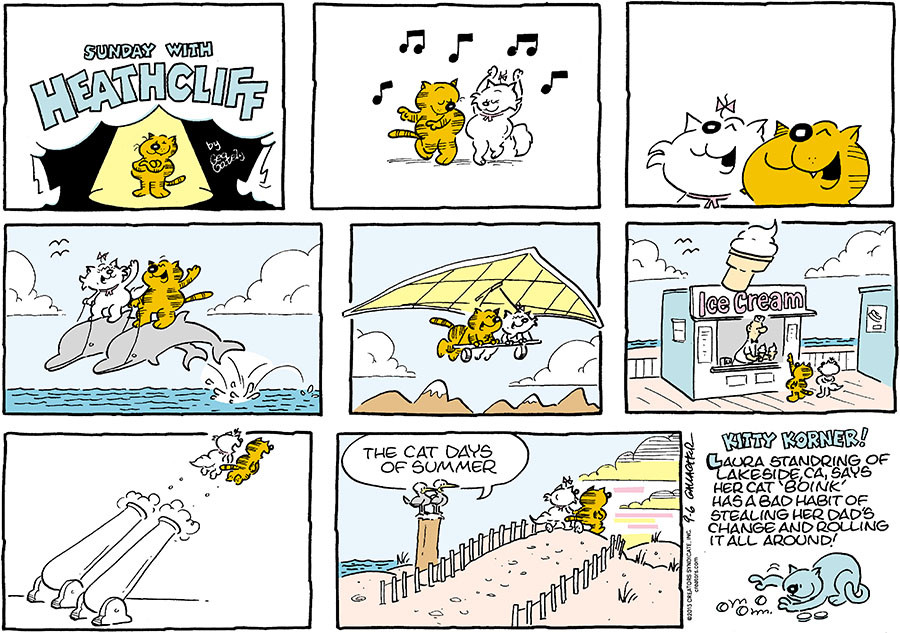 SUNDAY WITH
HEATHCLIFF
by
Ice Cream
THE CAT DAYS
OF SUMMER
9-6 GALLAGHER
©2015 CREATORS SYNDICATE, INC.
creators.com
KITTY KORNER!
LAURA STANDRING OF
LAKESIDE, CA, SAYS
HER CAT "BOINK"
HAS A BAD HABIT OF
STEALING HER DAD'S
CHANGE AND ROLLING
IT ALL AROUND!